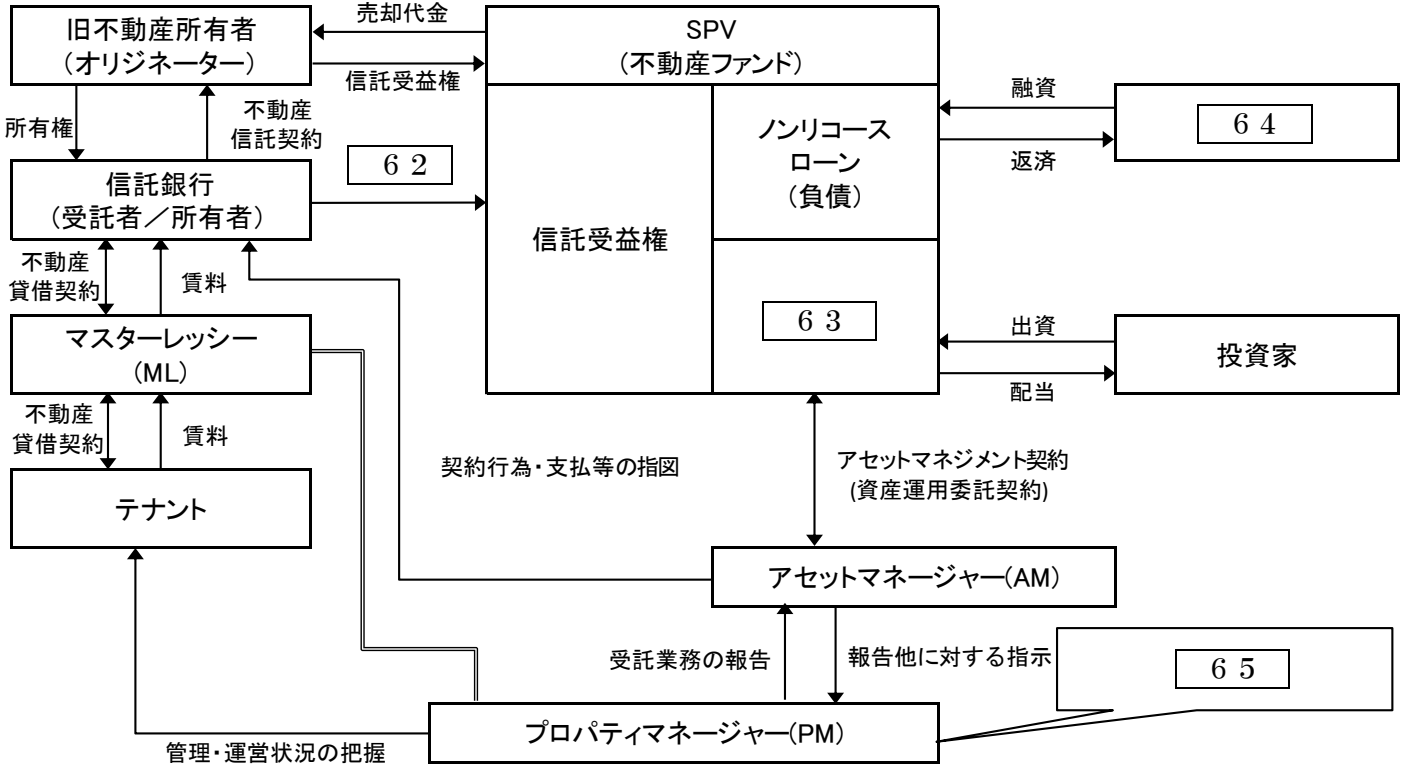 旧不動産所有者
(オリジネーター)
売却代金
信託受益権
SPV
(不動産ファンド)
所有権
不動産
信託契約
６２
信託銀行
(受託者／所有者)
信託受益権
ノンリコース
ローン
(負債)
融資
返済
６４
不動産
貸借契約
賃料
マスターレッシー
(ML)
６３
出資
配当
投資家
不動産
貸借契約
賃料
テナント
契約行為・支払等の指図
アセットマネジメント契約
(資産運用委託契約)
アセットマネージャー(AM)
受託業務の報告
報告他に対する指示
６５
プロパティマネージャー(PM)
管理・運営状況の把握